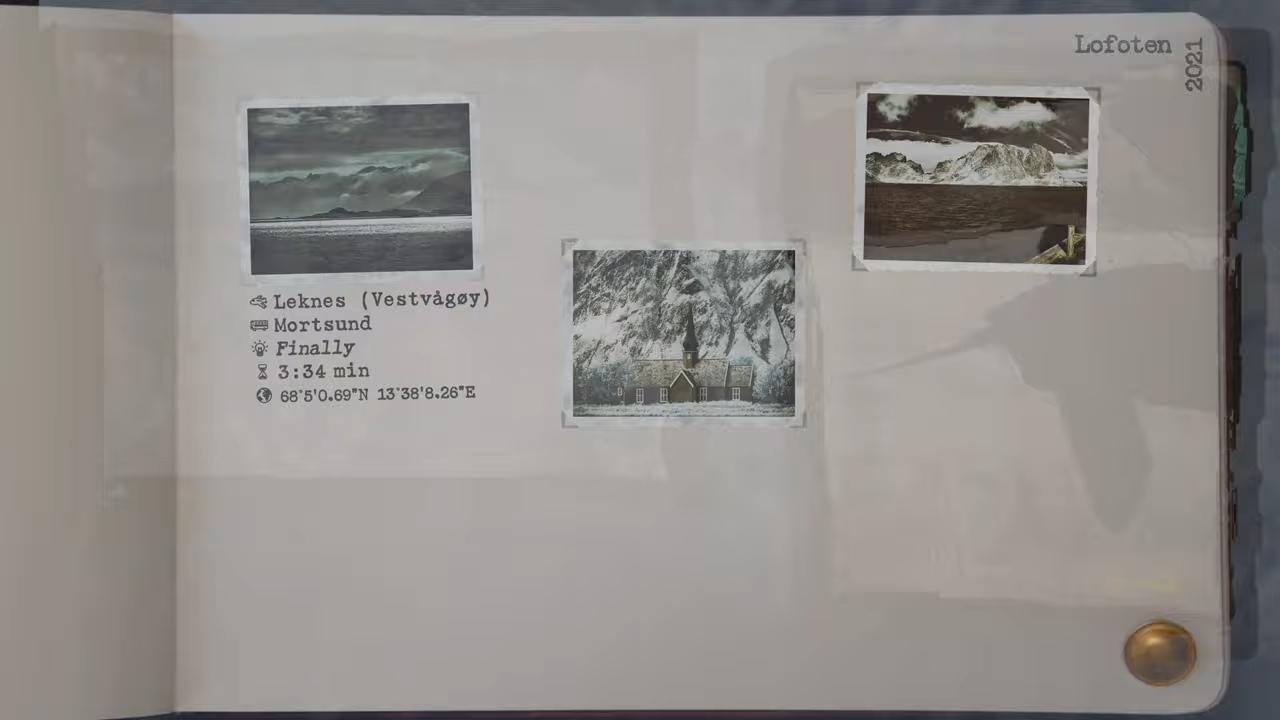 Lofoten
2021
Leknes (Vestvågøy)
Mortsund
Finally
3:34 min
68°5'0.69"N 13°38'8.26"E